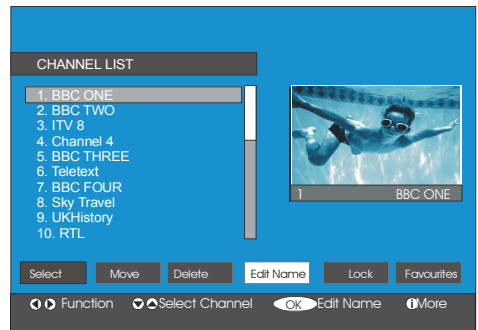 CHANNEL LIST
1. BBC ONE
2. BBC TWO
3. ITV 8
4. Channel 4
5. BBC THREE
6. Teletext
7. BBC FOUR
8. Sky Travel
9. UKHistory
10. RTL
1 BBC ONE
Select Move Delete Edit Name Lock Favourites
Function Select Channel OK Edit Name i More